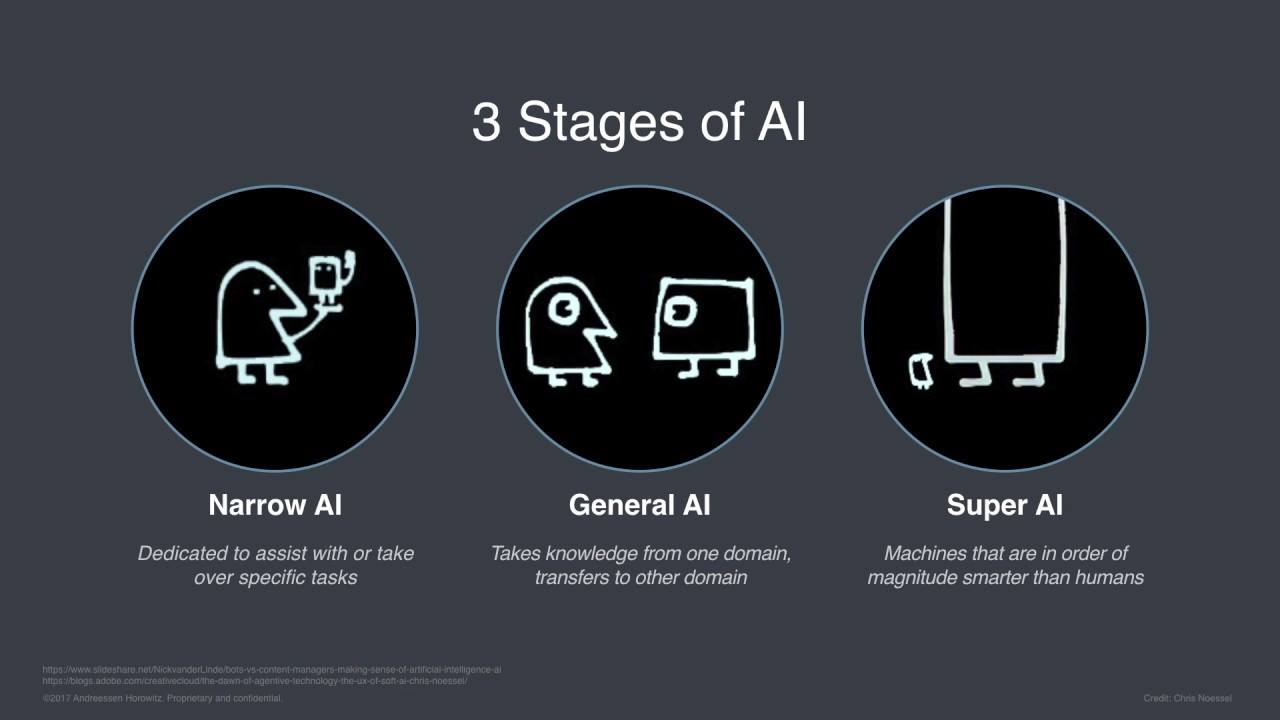 3 Stages of AI
Narrow AI
Dedicated to assist with or take
over specific tasks
General AI
Takes knowledge from one domain,
transfers to other domain
Super AI
Machines that are in order of
magnitude smarter than humans
https://www.slideshare.net/NickvanderLinde/bots-vs-content-managers-making-sense-of-artificial-intelligence-ai
https://blogs.adobe.com/creativecloud/the-dawn-of-agentive-technology-the-ux-of-soft-ai-chris-noessel/
©2017 Andreessen Horowitz. Proprietary and confidential.
Credit: Chris Noessel